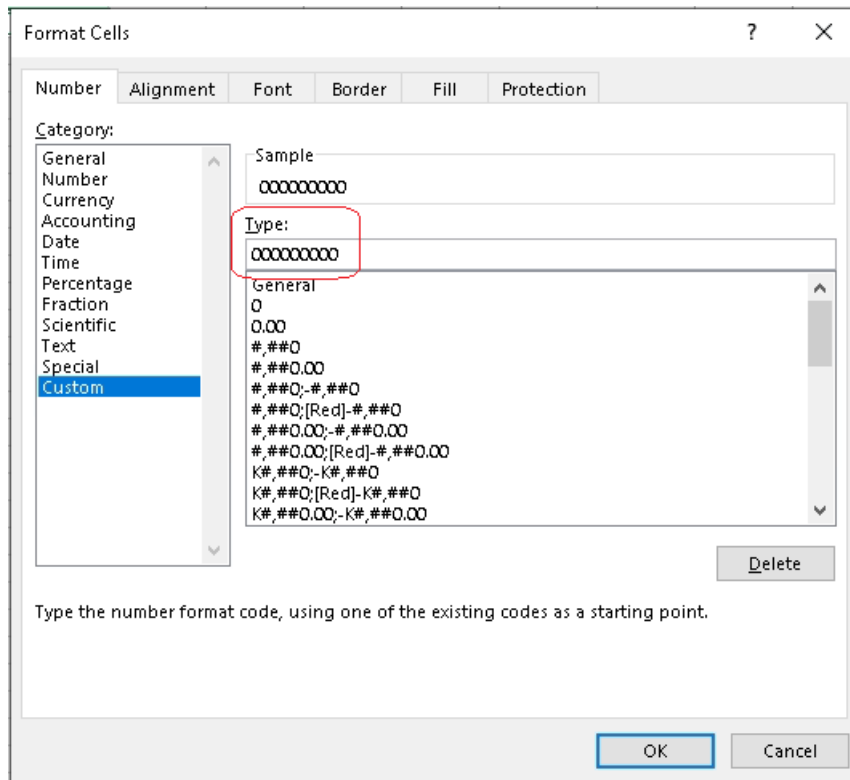 Format Cells ? X
Number Alignment Font Border Fill Protection
Category:
General
Number
Currency
Accounting
Date
Time
Percentage
Fraction
Scientific
Text
Special
Custom
Sample
000000000
Type:
000000000
General
0
0.00
#,##0
#,##0.00
#,##0;-#,##0
#,##0;[Red]-#,##0
#,##0.00;-#,##0.00
#,##0.00;[Red]-#,##0.00
K#,##0;-K#,##0
K#,##0;[Red]-K#,##0
K#,##0.00;-K#,##0.00
Delete
Type the number format code, using one of the existing codes as a starting point.
OK Cancel